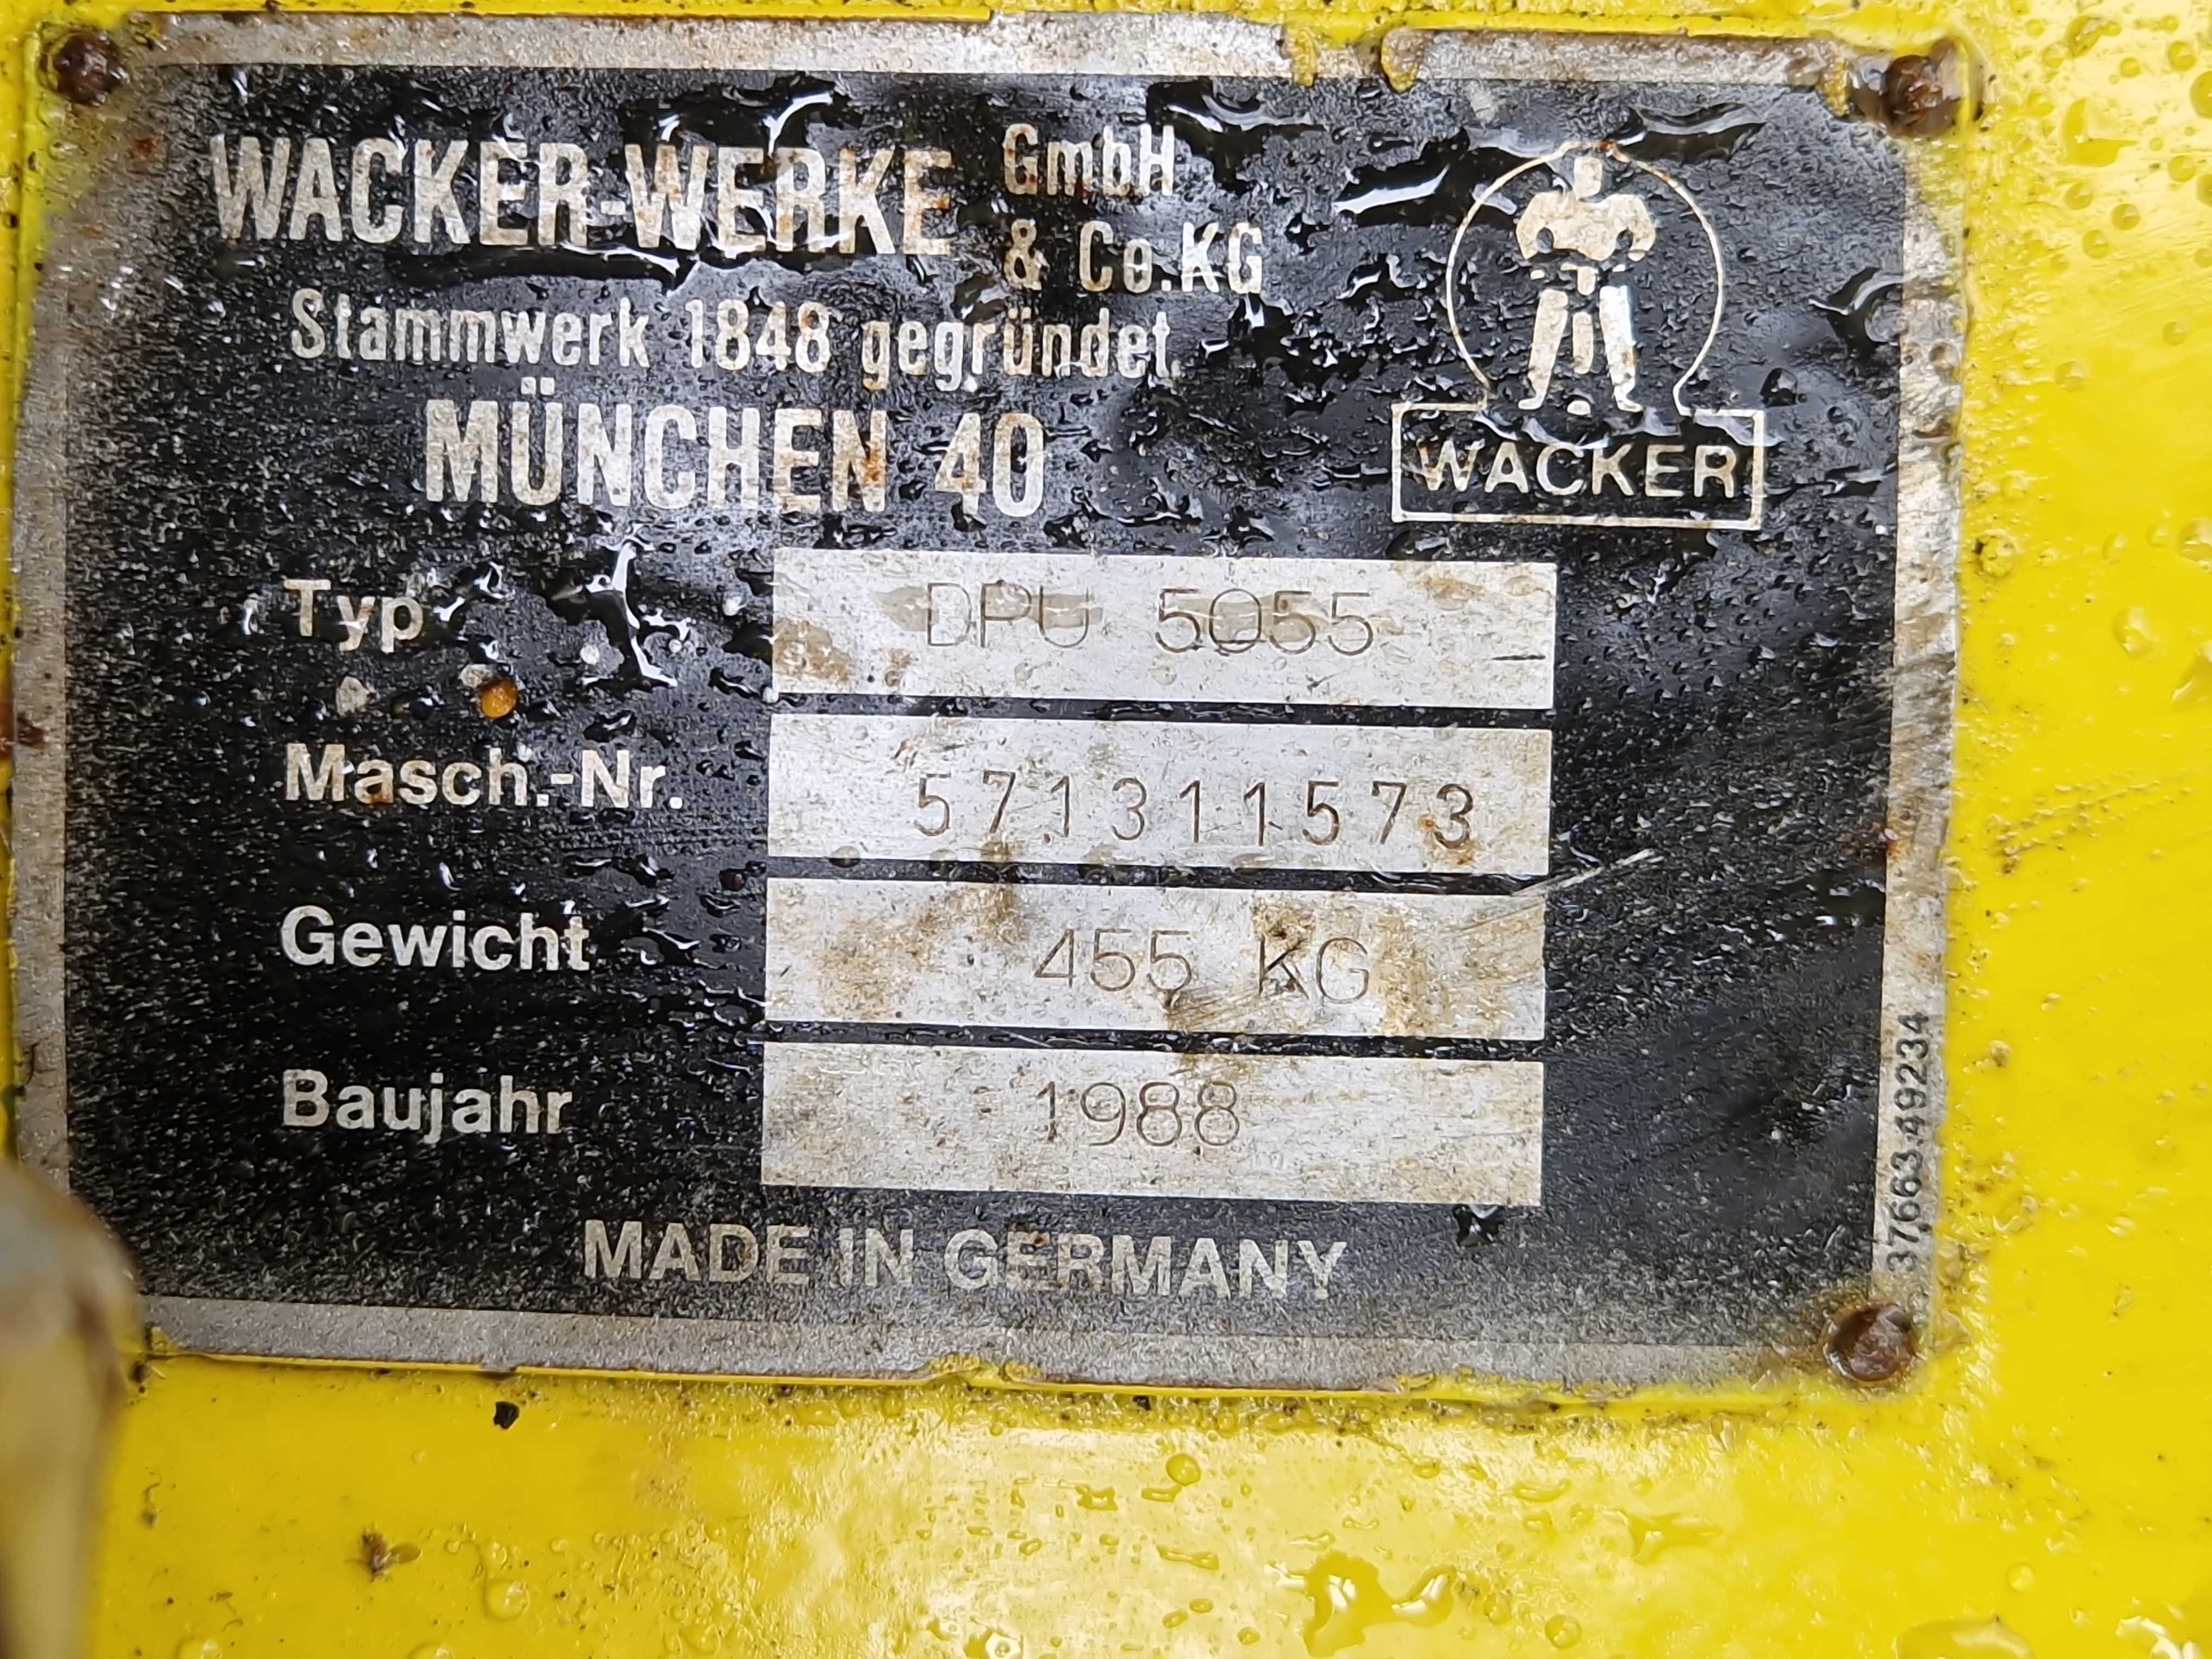 WACKER-WERKE GmbH & Co.KG
Stammwerk 1848 gegründet.
MÜNCHEN 40
WACKER
Typ DPU 5055
Masch.-Nr. 571311573
Gewicht 455 KG
Baujahr 1988
MADE IN GERMANY
37663-49234